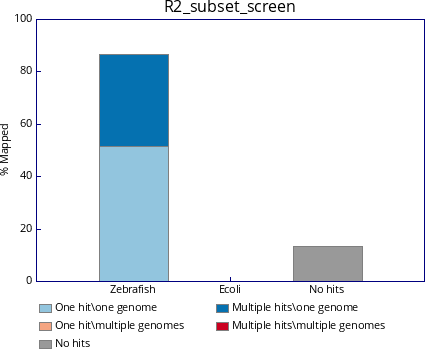 R2_subset_screen
100
80
60
40
20
0
% Mapped
Zebrafish Ecoli No hits
One hit\one genome Multiple hits\one genome
One hit\multiple genomes Multiple hits\multiple genomes
No hits